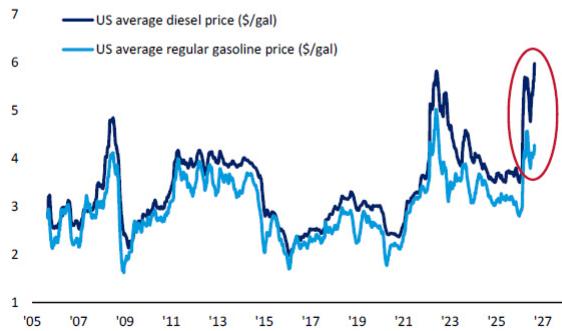 US average diesel price ($/gal)
US average regular gasoline price ($/gal)
7
6
5
4
3
2
1
'05 '07 '09 '11 '13 '15 '17 '19 '21 '23 '25 '27